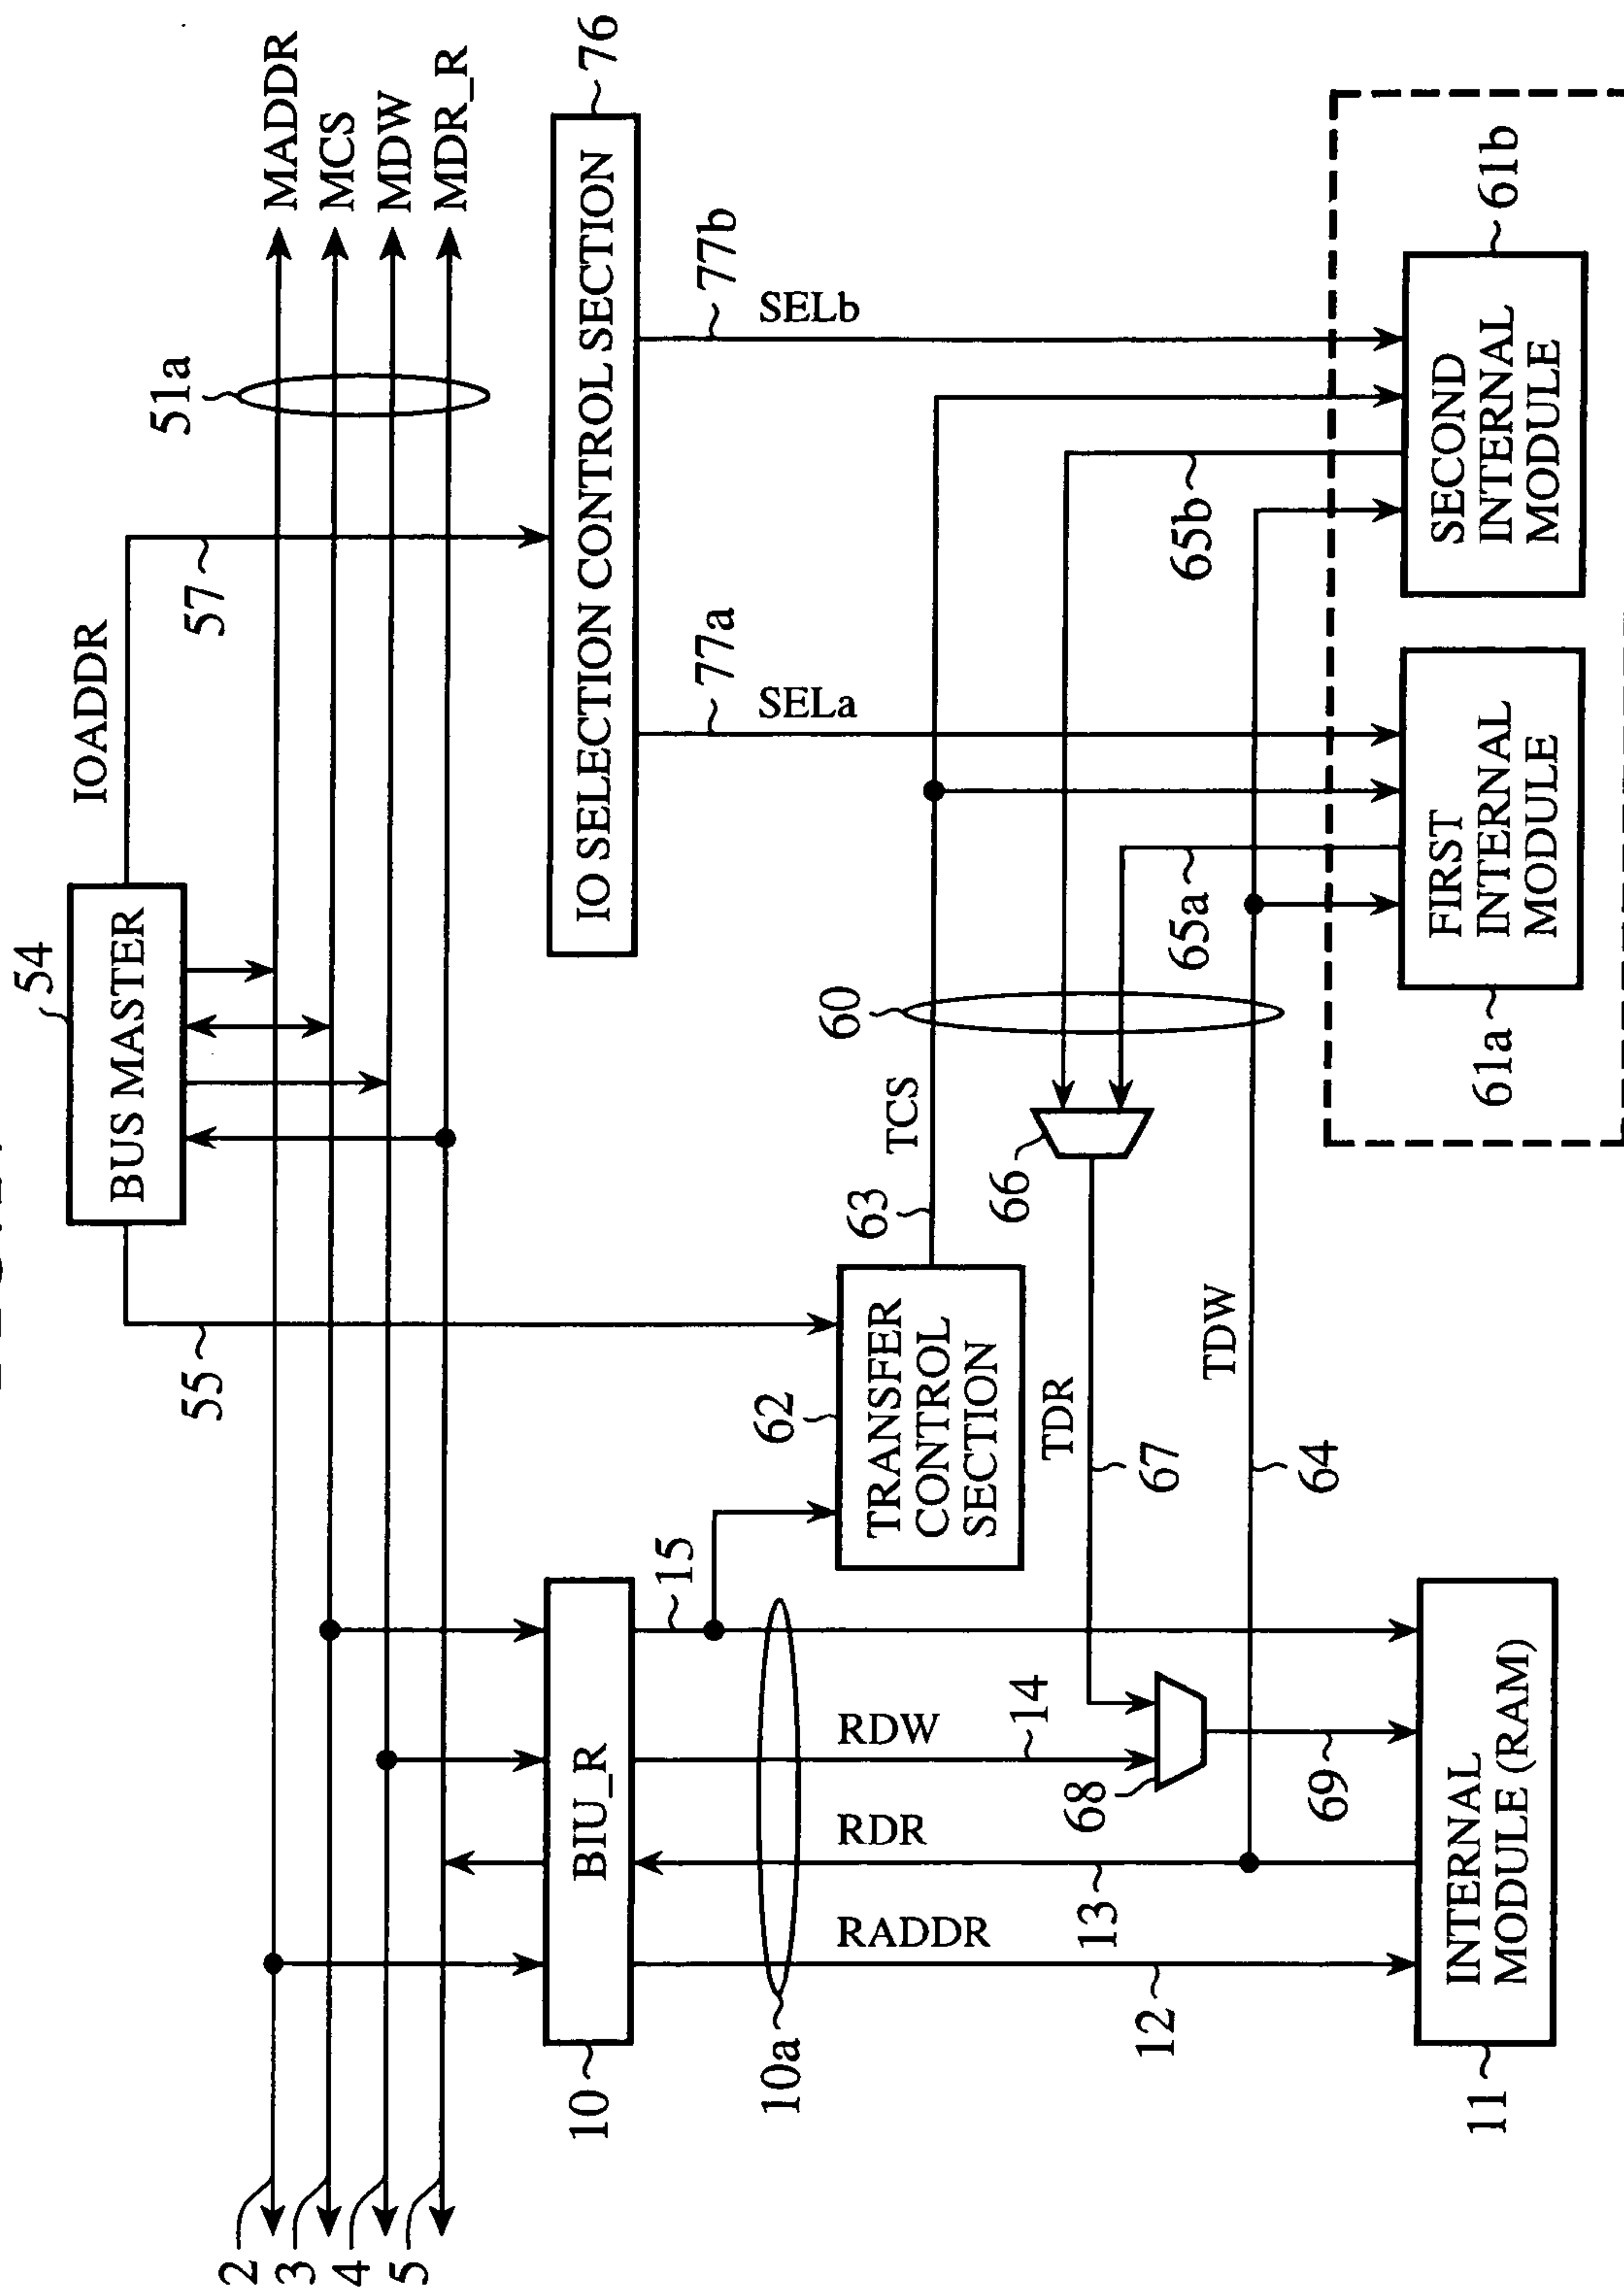 54
BUS MASTER
IOADDR
55
57
51a
MADDR
MCS
MDW
MDR_R
2
3
4
5
10
BIU_R
IO SELECTION CONTROL SECTION
76
15
10a
RDW
RDR
RADDR
14
13
12
62
TRANSFER
CONTROL
SECTION
63
TCS
60
77a
SELa
77b
SELb
66
TDR
67
68
69
TDW
64
65a
65b
11
INTERNAL
MODULE (RAM)
61a
FIRST
INTERNAL
MODULE
61b
SECOND
INTERNAL
MODULE